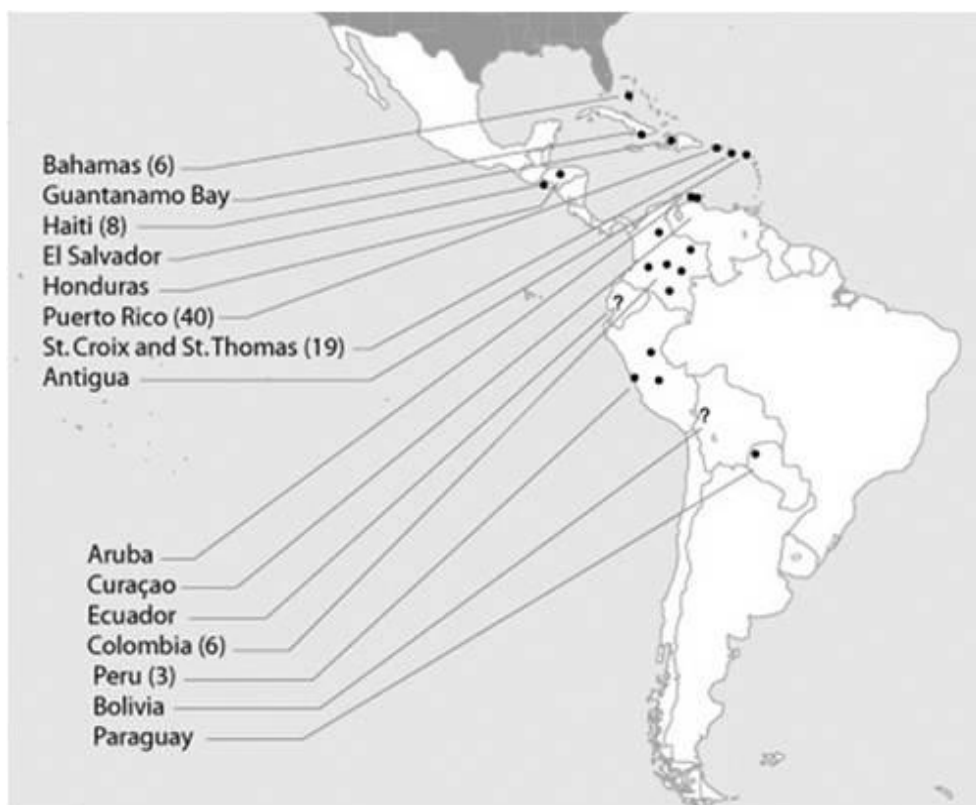 Bahamas (6)
Guantanamo Bay
Haiti (8)
El Salvador
Honduras
Puerto Rico (40)
St. Croix and St. Thomas (19)
Antigua
?
?
Aruba
Curaçao
Ecuador
Colombia (6)
Peru (3)
Bolivia
Paraguay